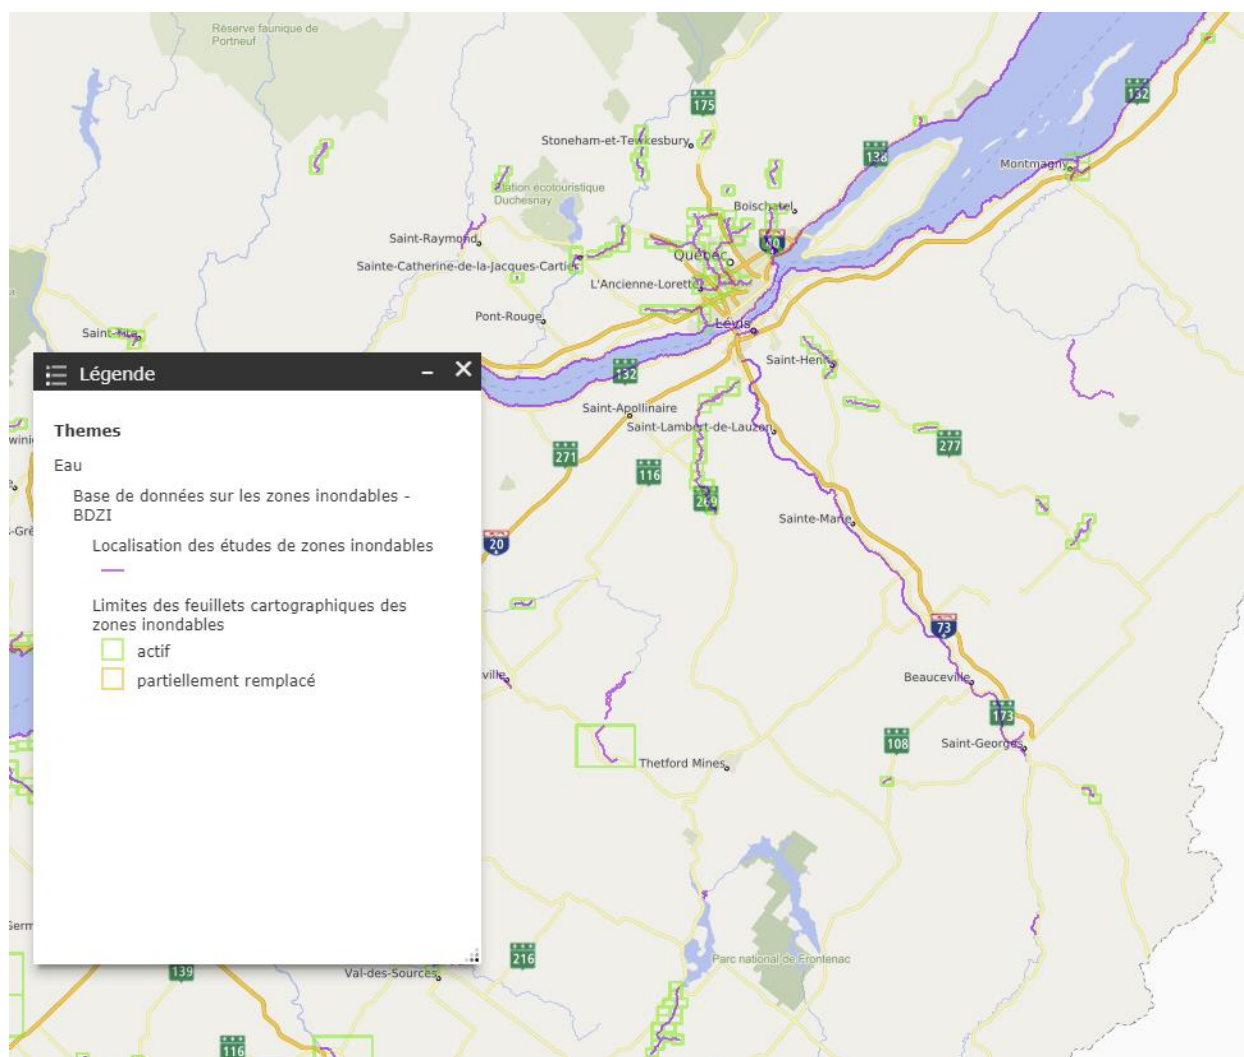 Réserve faunique de
Portneuf
175
132
Stoneham-et-Tewkesbury
138
Montmagny
Station écotouristique
Duchesnay
Boischatel
Saint-Raymond
Québec
Sainte-Catherine-de-la-Jacques-Cartier
L'Ancienne-Lorette
Pont-Rouge
Lévis
Saint-Henri
132
Saint-Apollinaire
Saint-Lambert-de-Lauzon
271
277
116
269
Sainte-Marie
20
73
Beauceville
173
108
Saint-Georges
Thetford Mines
Parc national de Frontenac
216
139
Val-des-Sources
116
Légende
Themes
Eau
Base de données sur les zones inondables -
BDZI
Localisation des études de zones inondables
Limites des feuillets cartographiques des
zones inondables
actif
partiellement remplacé